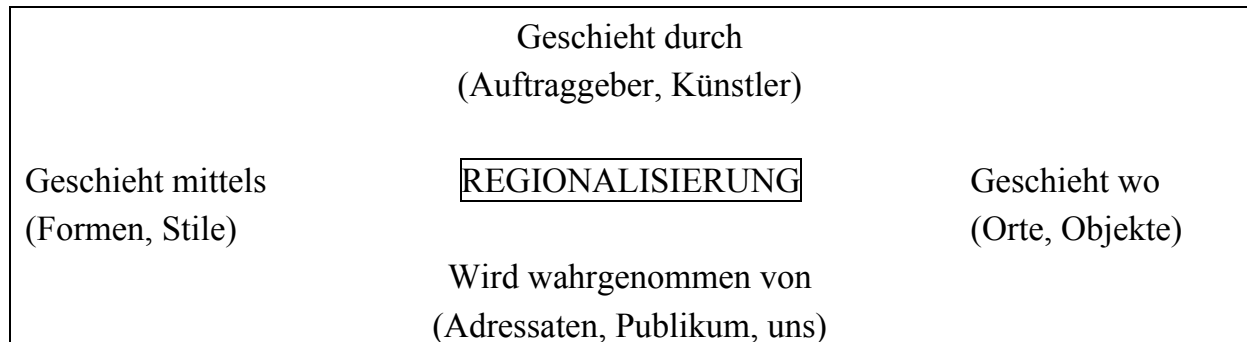 Geschieht durch
(Auftraggeber, Künstler)
Geschieht mittels REGIONALISIERUNG Geschieht wo
(Formen, Stile) (Orte, Objekte)
Wird wahrgenommen von
(Adressaten, Publikum, uns)